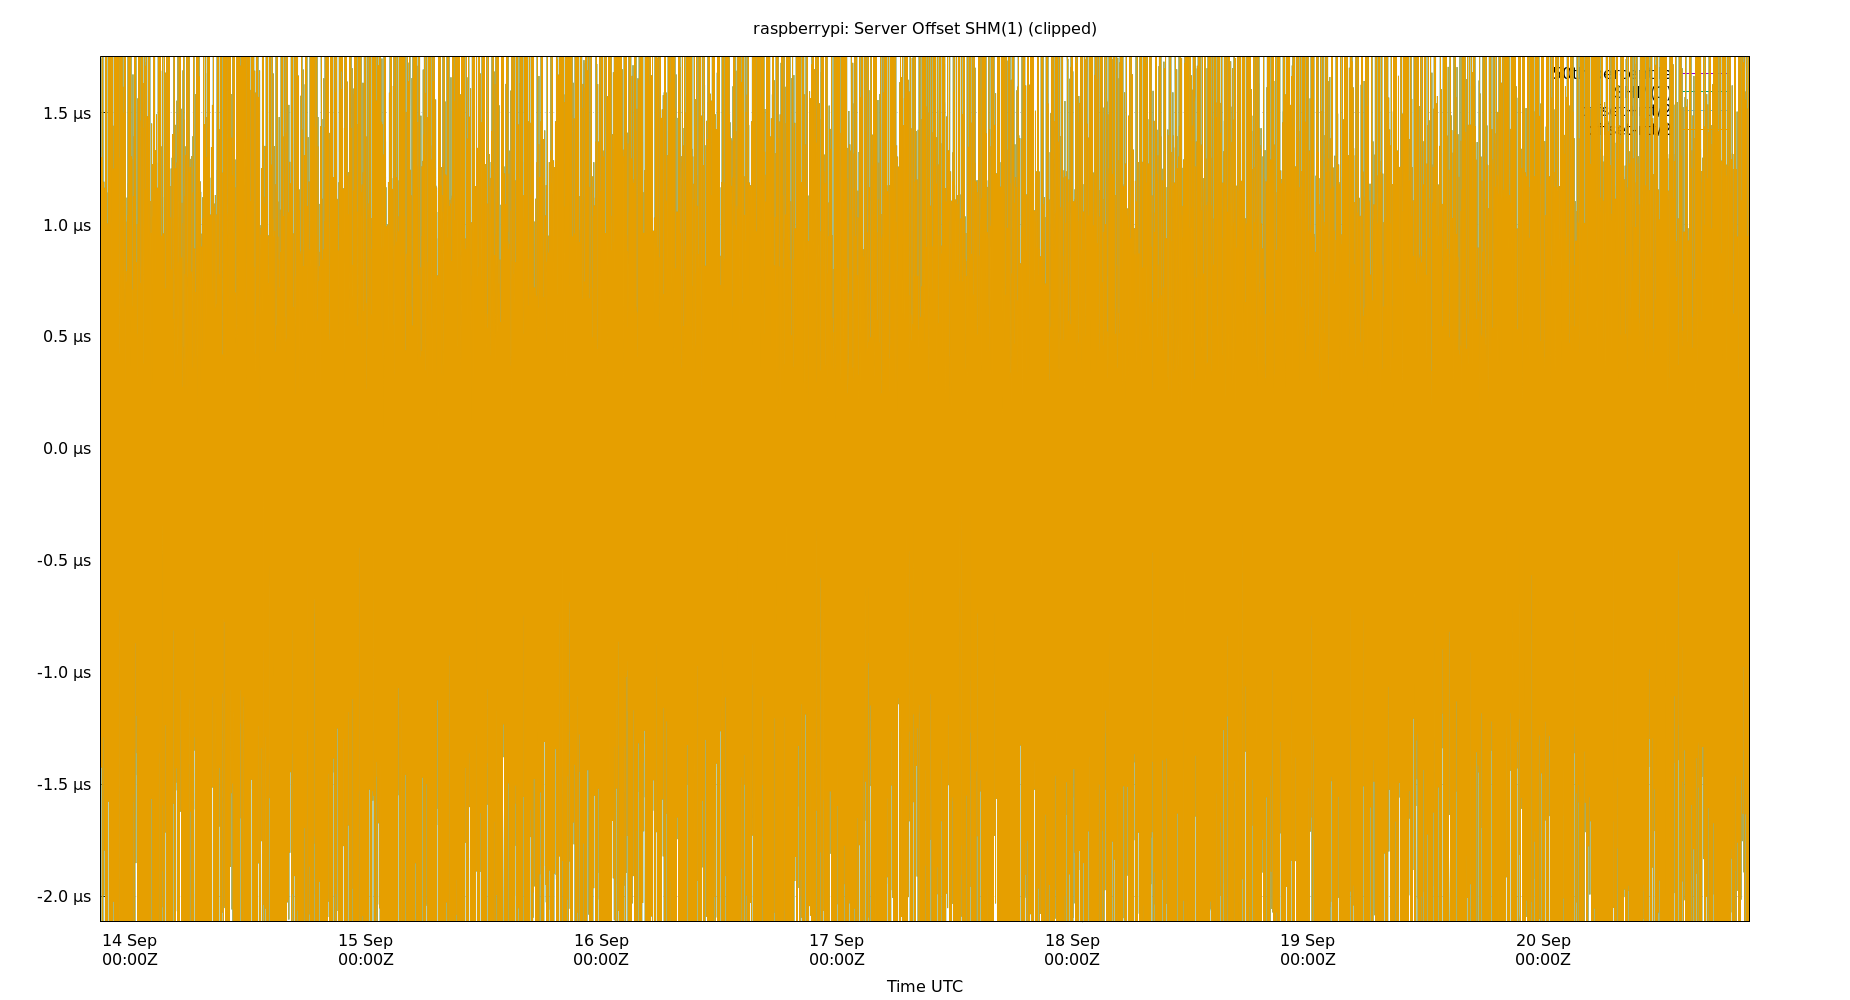 raspberrypi: Server Offset SHM(1) (clipped)
1.5 µs
1.0 µs
0.5 µs
0.0 µs
-0.5 µs
-1.0 µs
-1.5 µs
-2.0 µs
14 Sep 15 Sep 16 Sep 17 Sep 18 Sep 19 Sep 20 Sep
00:00Z 00:00Z 00:00Z 00:00Z 00:00Z 00:00Z 00:00Z
Time UTC